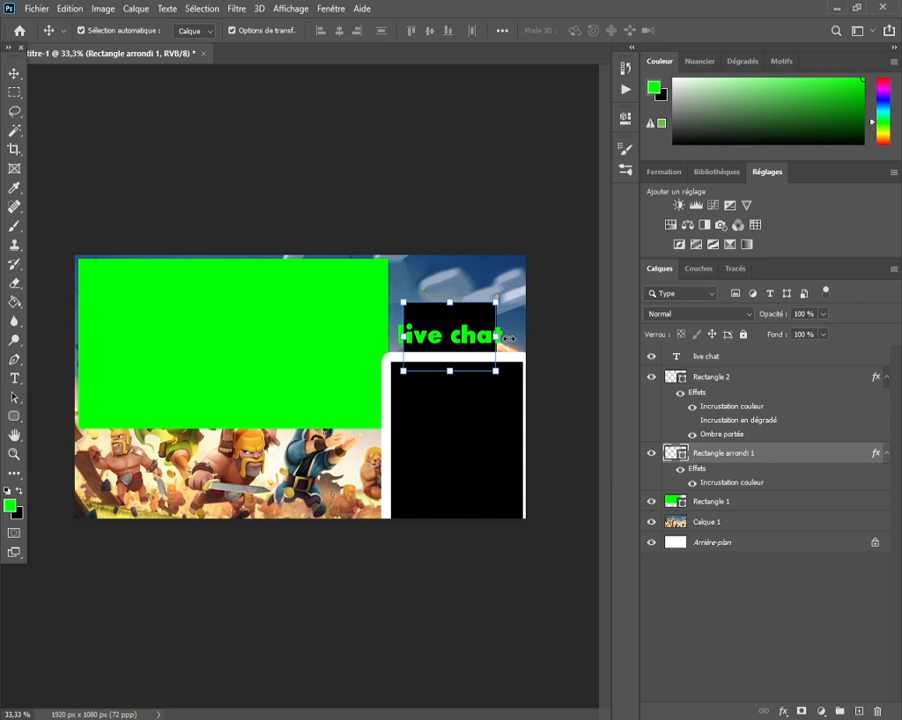 Ps Fichier Edition Image Calque Texte Sélection Filtre 3D Affichage Fenêtre Aide
Sélection automatique : Calque Options de transf. Mode 3D :
titre-1 @ 33,3% (Rectangle arrondi 1, RVB/8) * ×
Couleur Nuancier Dégradés Motifs
Formation Bibliothèques Réglages
Ajouter un réglage
Calques Couches Tracés
Type
Normal Opacité : 100 %
Verrou : Fond : 100 %
T live chat
Rectangle 2 fx
Effets
Incrustation couleur
Incrustation en dégradé
Ombre portée
Rectangle arrondi 1 fx
Effets
Incrustation couleur
Rectangle 1
Calque 1
Arrière-plan
live chat
33,33 % 1920 px x 1080 px (72 ppp)